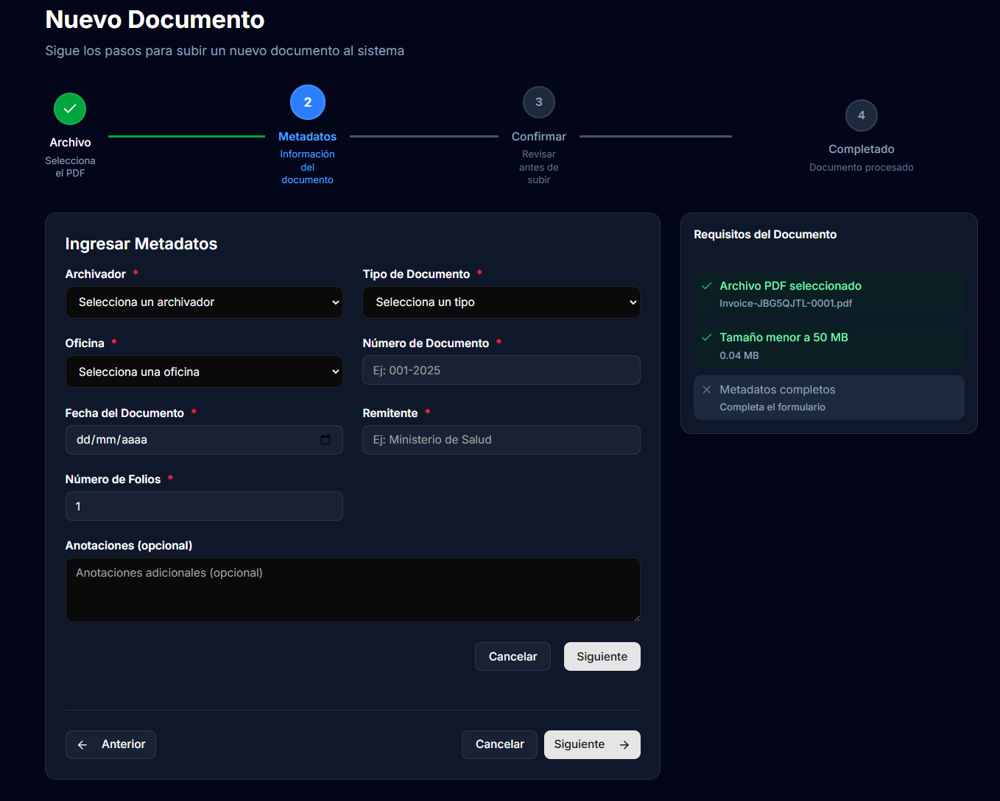 Nuevo Documento
Sigue los pasos para subir un nuevo documento al sistema
Archivo
Selecciona
el PDF
2
Metadatos
Información
del
documento
3
Confirmar
Revisar
antes de
subir
4
Completado
Documento procesado
Ingresar Metadatos
Archivador *
Selecciona un archivador
Tipo de Documento *
Selecciona un tipo
Oficina *
Selecciona una oficina
Número de Documento *
Ej: 001-2025
Fecha del Documento *
dd/mm/aaaa
Remitente *
Ej: Ministerio de Salud
Número de Folios *
1
Anotaciones (opcional)
Anotaciones adicionales (opcional)
Cancelar
Siguiente
Anterior
Cancelar
Siguiente
Requisitos del Documento
Archivo PDF seleccionado
Invoice-JBG5QJTL-0001.pdf
Tamaño menor a 50 MB
0.04 MB
Metadatos completos
Completa el formulario